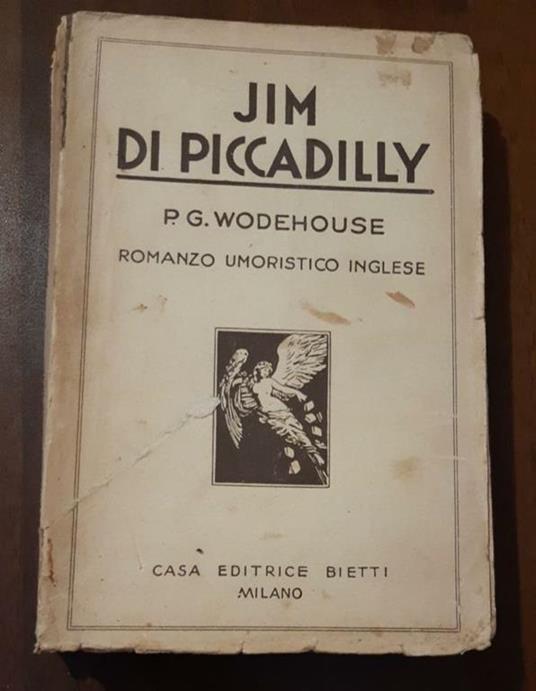 JIM
DI PICCADILLY
P. G. WODEHOUSE
ROMANZO UMORISTICO INGLESE
CASA EDITRICE BIETTI
MILANO